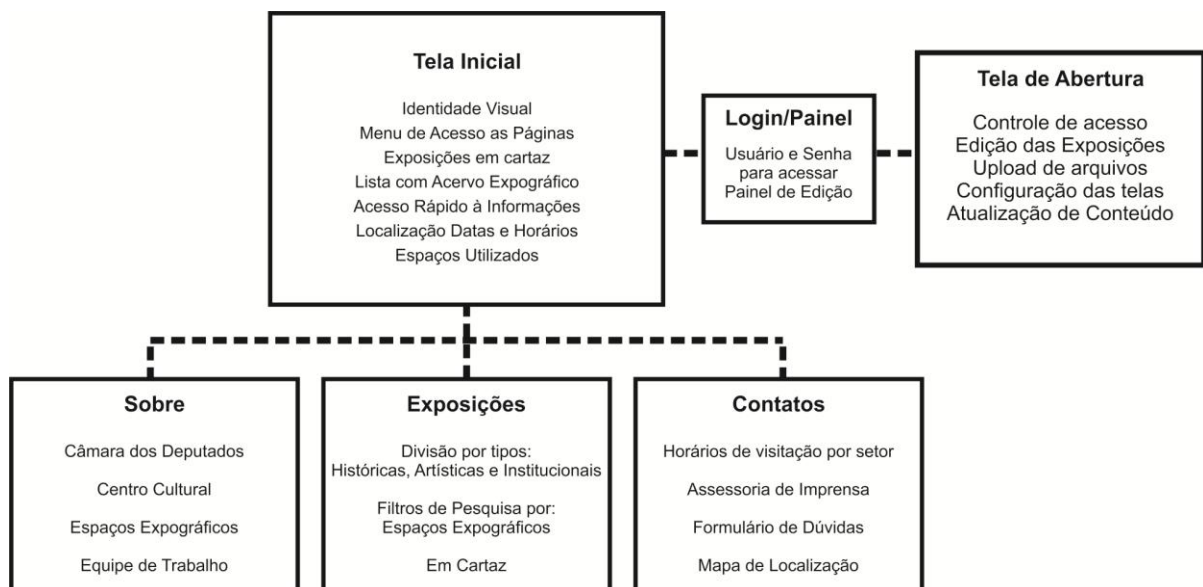 Tela Inicial
Identidade Visual
Menu de Acesso as Páginas
Exposições em cartaz
Lista com Acervo Expográfico
Acesso Rápido à Informações
Localização Datas e Horários
Espaços Utilizados
Login/Painel
Usuário e Senha
para acessar
Painel de Edição
Tela de Abertura
Controle de acesso
Edição das Exposições
Upload de arquivos
Configuração das telas
Atualização de Conteúdo
Sobre
Câmara dos Deputados
Centro Cultural
Espaços Expográficos
Equipe de Trabalho
Exposições
Divisão por tipos:
Históricas, Artísticas e Institucionais
Filtros de Pesquisa por:
Espaços Expográficos
Em Cartaz
Contatos
Horários de visitação por setor
Assessoria de Imprensa
Formulário de Dúvidas
Mapa de Localização